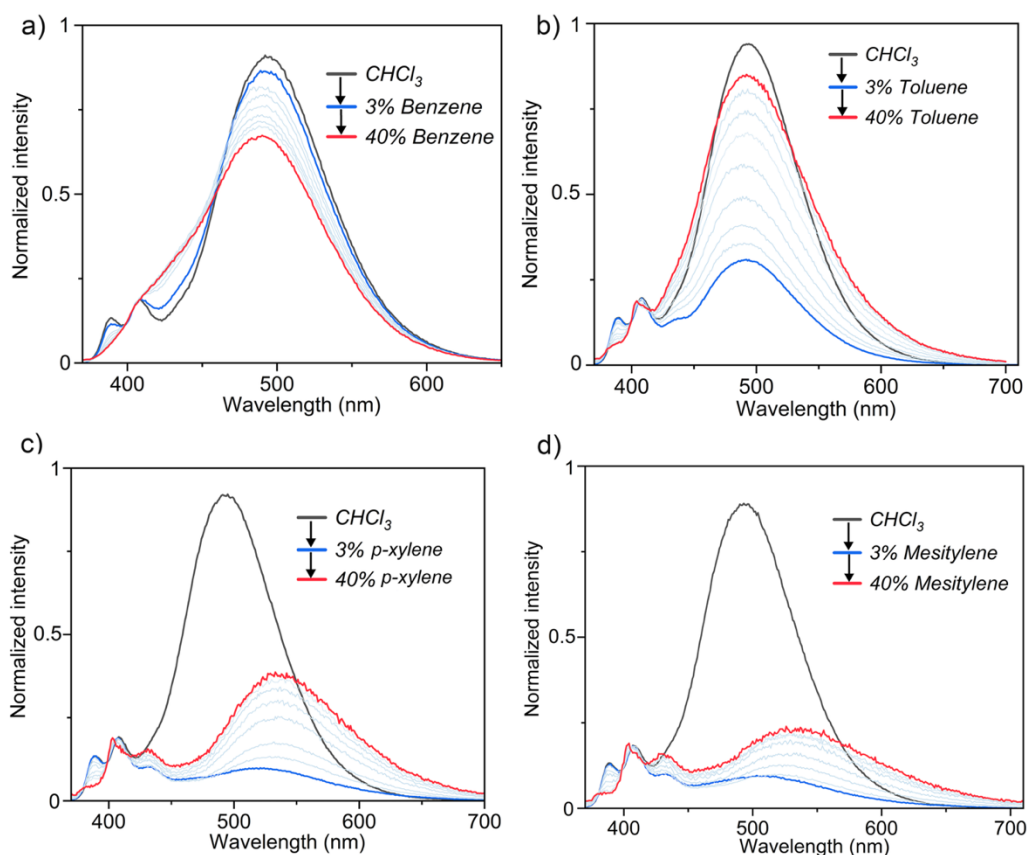 a)
1
0.5
0
Normalized intensity
CHCl3
3% Benzene
40% Benzene
400
500
600
Wavelength (nm)
b)
1
0.5
0
Normalized intensity
CHCl3
3% Toluene
40% Toluene
400
500
600
700
Wavelength (nm)
c)
1
0.5
0
Normalized intensity
CHCl3
3% p-xylene
40% p-xylene
400
500
600
700
Wavelength (nm)
d)
1
0.5
0
Normalized intensity
CHCl3
3% Mesitylene
40% Mesitylene
400
500
600
700
Wavelength (nm)